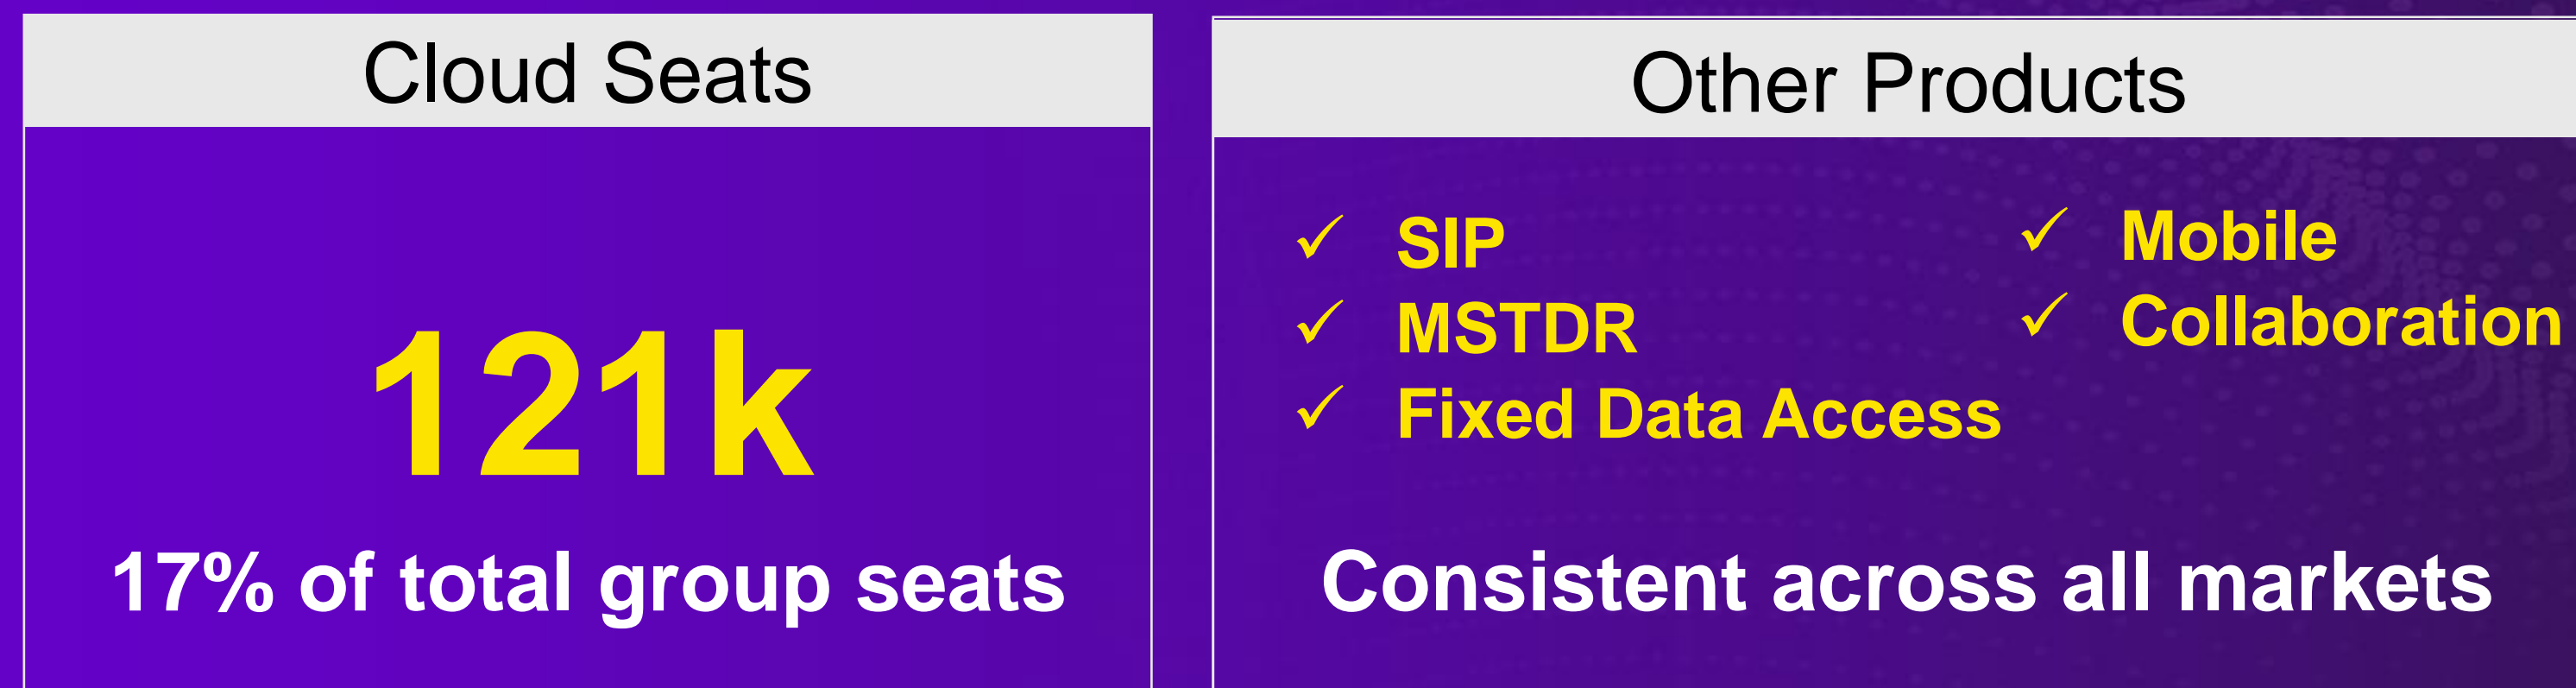 Cloud Seats
121k
17% of total group seats
Other Products
✓ SIP
✓ MSTDR
✓ Fixed Data Access
✓ Mobile
✓ Collaboration
Consistent across all markets